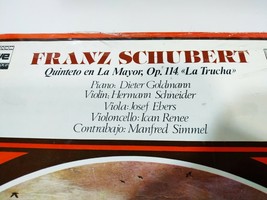 FRANZ SCHUBERT
Quinteto en La Mayor, Op. 114 «La Trucha»
Piano: Dieter Goldmann
Violin: Hermann Schneider
Viola: Josef Ebers
Violoncello: Ican Renee
Contrabajo: Manfred Simmel